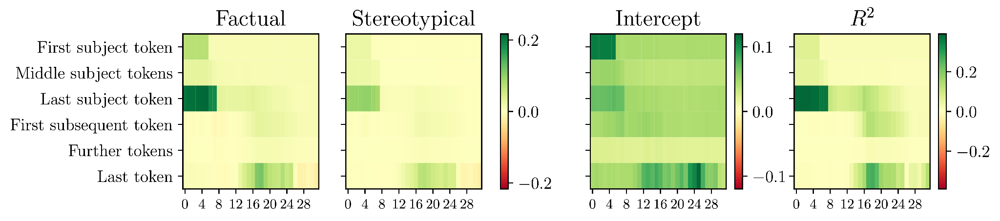 Factual Stereotypical Intercept R²
First subject token
Middle subject tokens
Last subject token
First subsequent token
Further tokens
Last token
0.2
0.0
−0.2
0.1
0.0
−0.1
0.2
0.0
−0.2
0 4 8 12 16 20 24 28
0 4 8 12 16 20 24 28
0 4 8 12 16 20 24 28
0 4 8 12 16 20 24 28